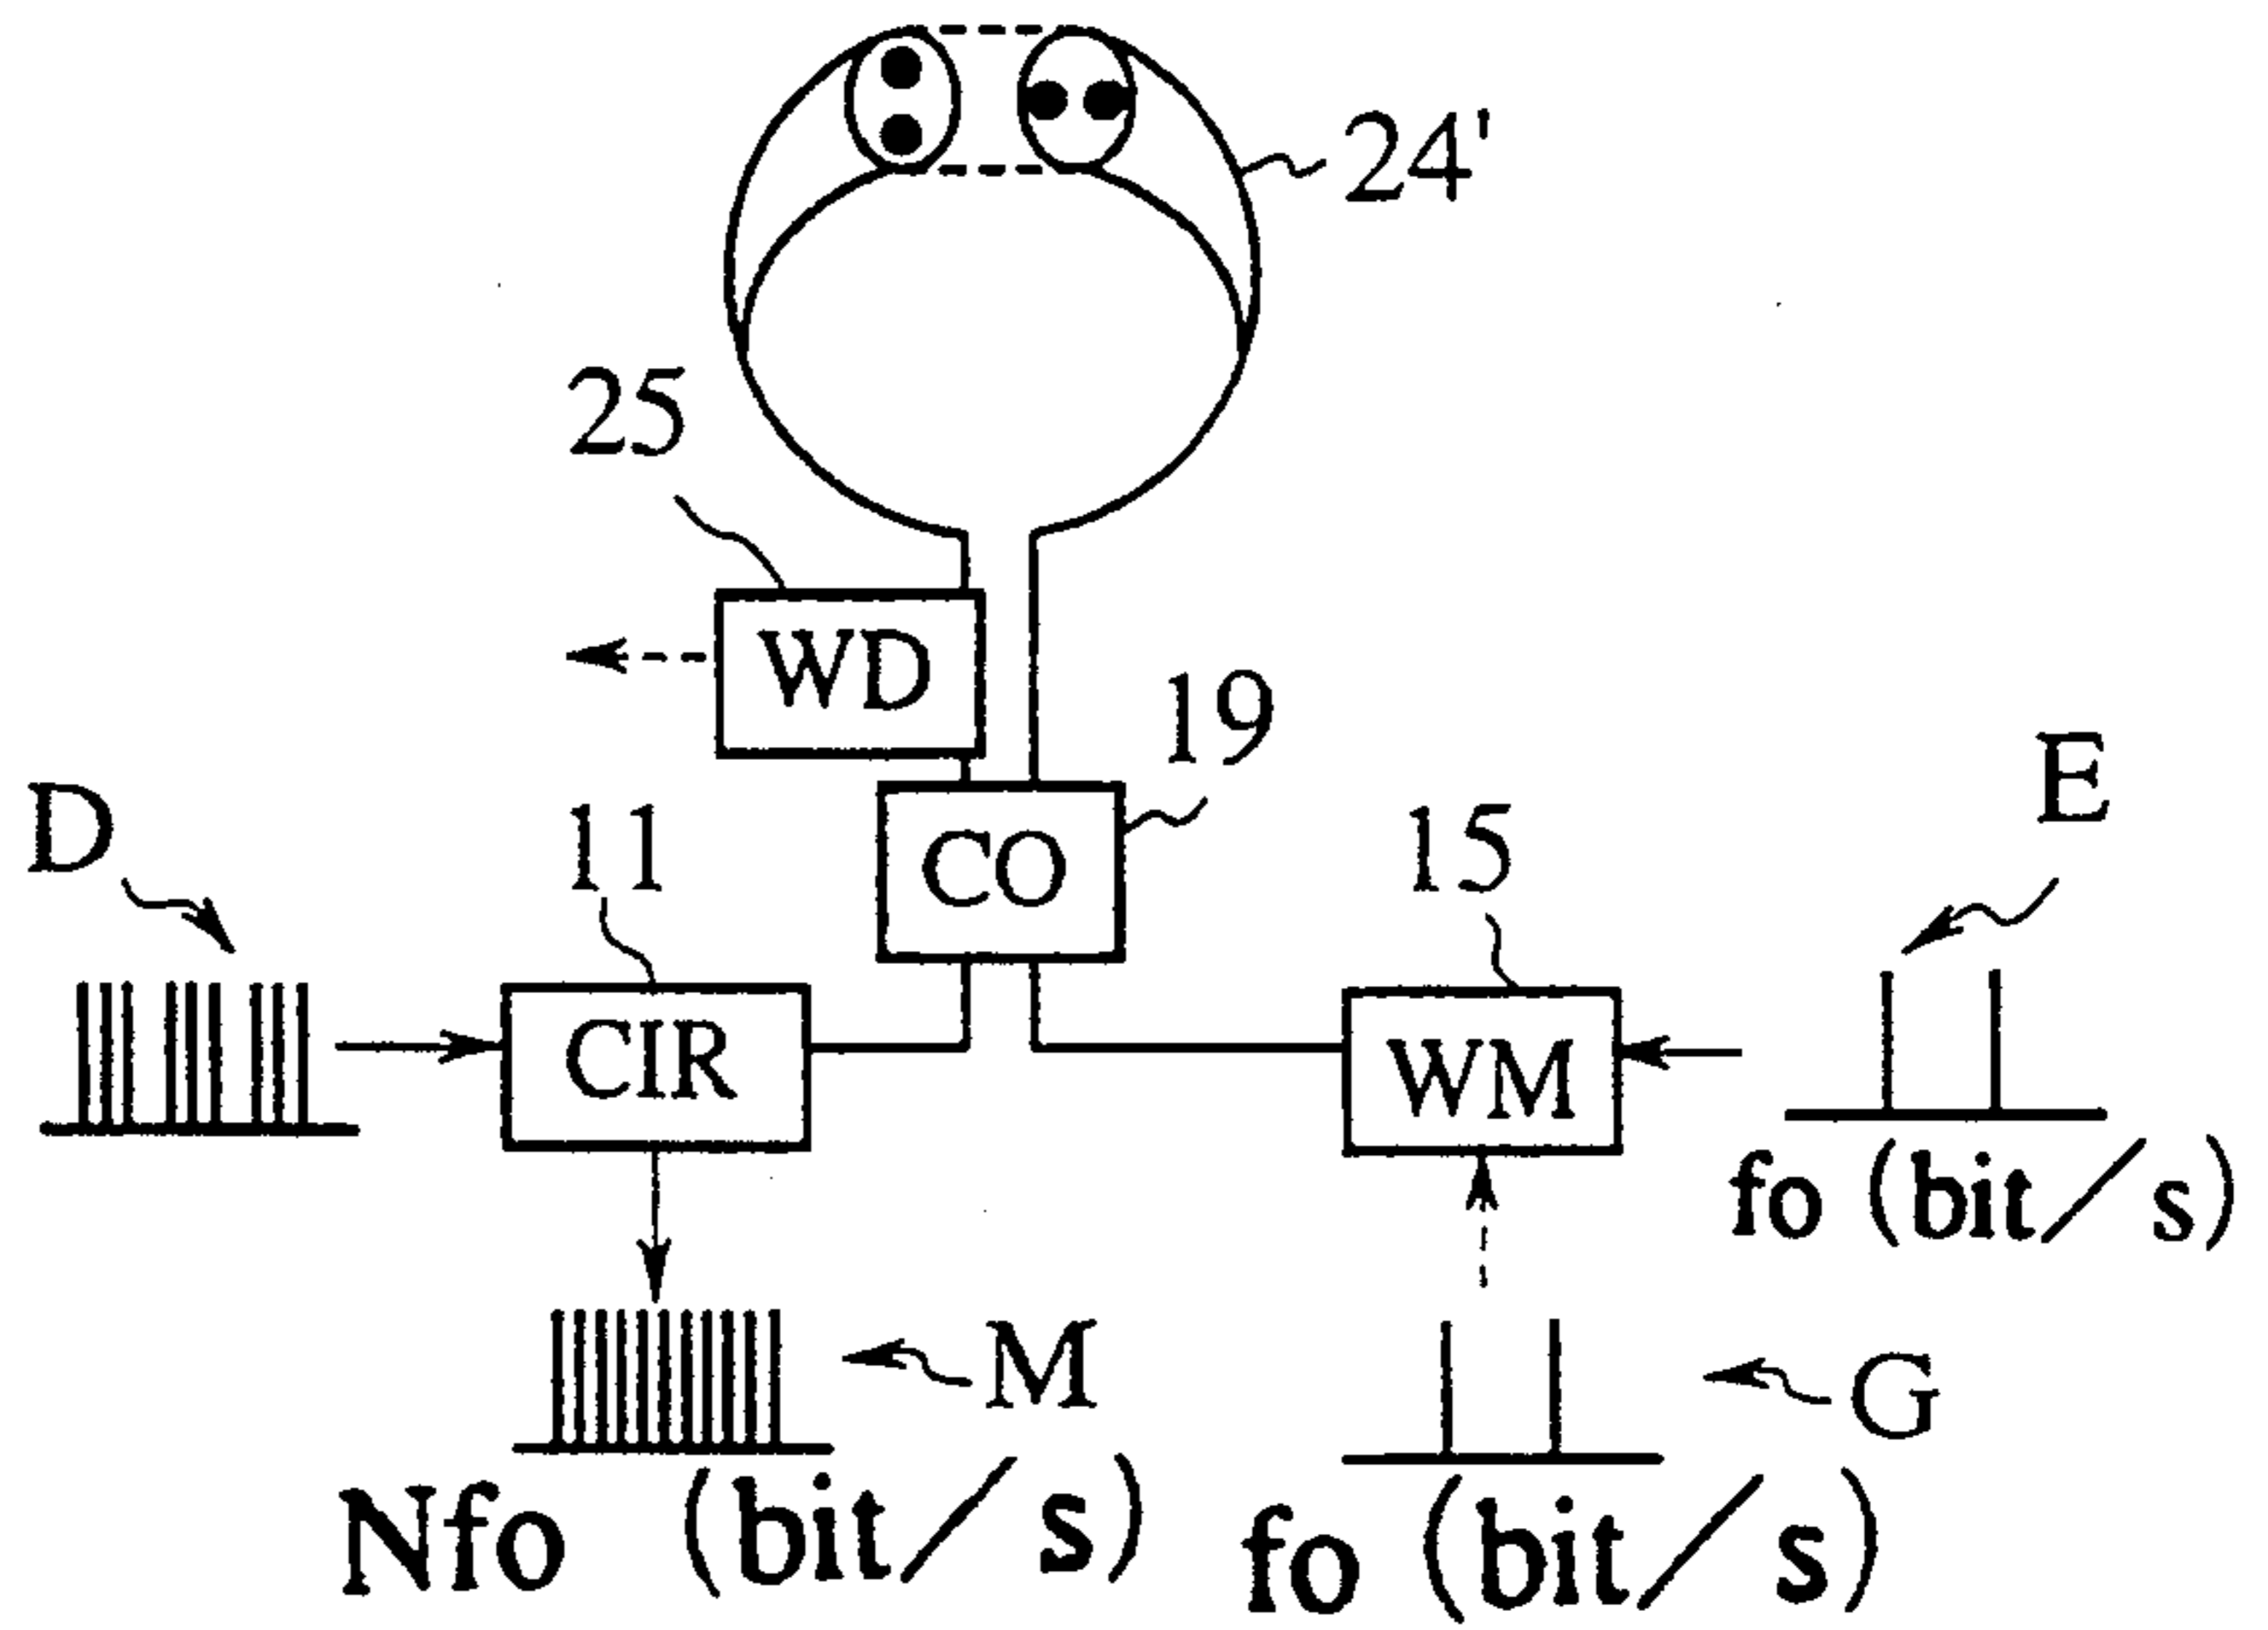 24'
25
WD
19
E
D
11
CO
15
CIR
WM
fo (bit/s)
M
G
Nfo (bit/s)
fo (bit/s)